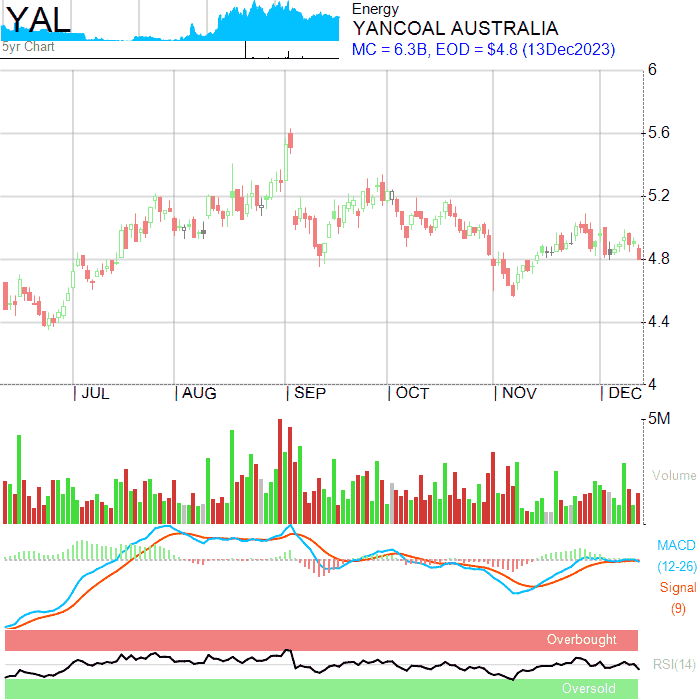 YAL
5yr Chart
Energy
YANCOAL AUSTRALIA
MC = 6.3B, EOD = $4.8 (13Dec2023)
6
5.6
5.2
4.8
4.4
4
JUL AUG SEP OCT NOV DEC
5M
Volume
MACD
(12-26)
Signal
(9)
Overbought
RSI(14)
Oversold